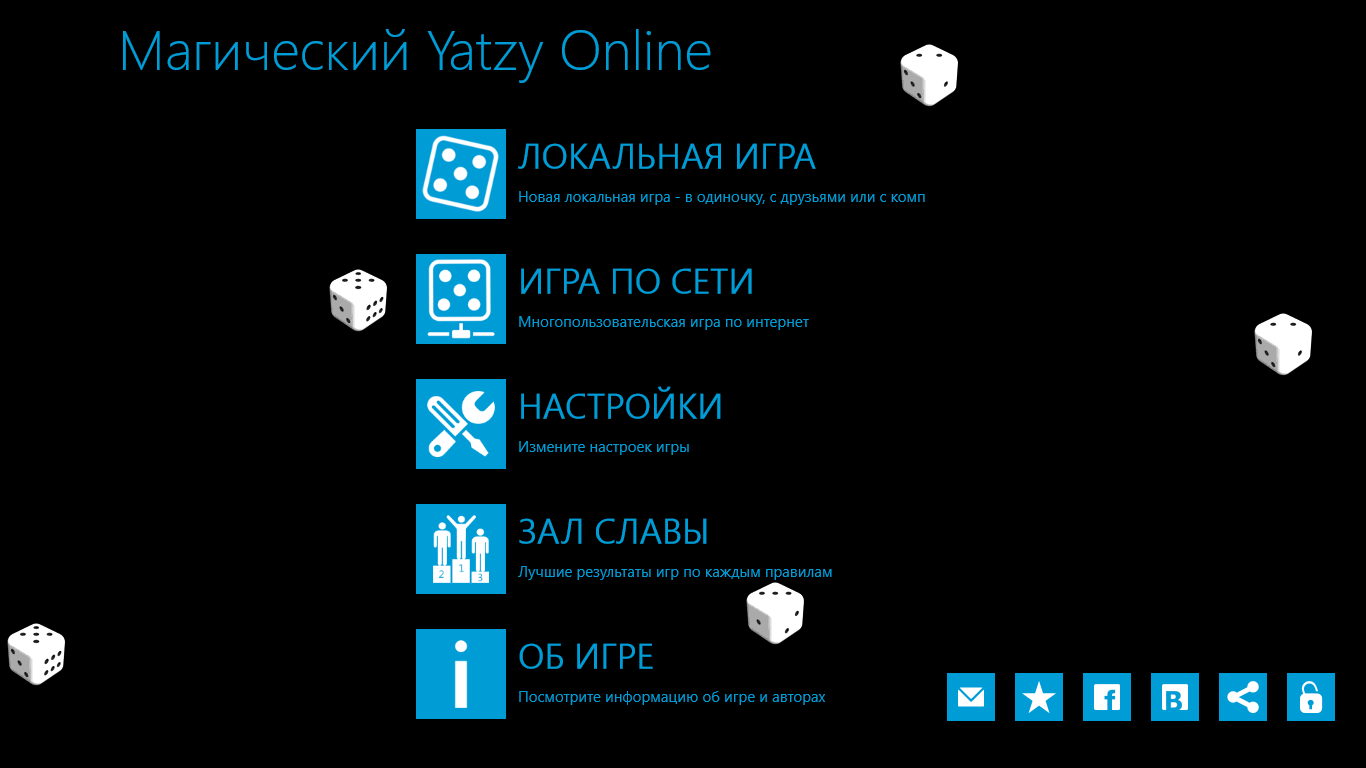 Магический Yatzy Online
ЛОКАЛЬНАЯ ИГРА
Новая локальная игра - в одиночку, с друзьями или с комп
ИГРА ПО СЕТИ
Многопользовательская игра по интернет
НАСТРОЙКИ
Измените настроек игры
ЗАЛ СЛАВЫ
2 1 3
Лучшие результаты игр по каждым правилам
ОБ ИГРЕ
Посмотрите информацию об игре и авторах
f B